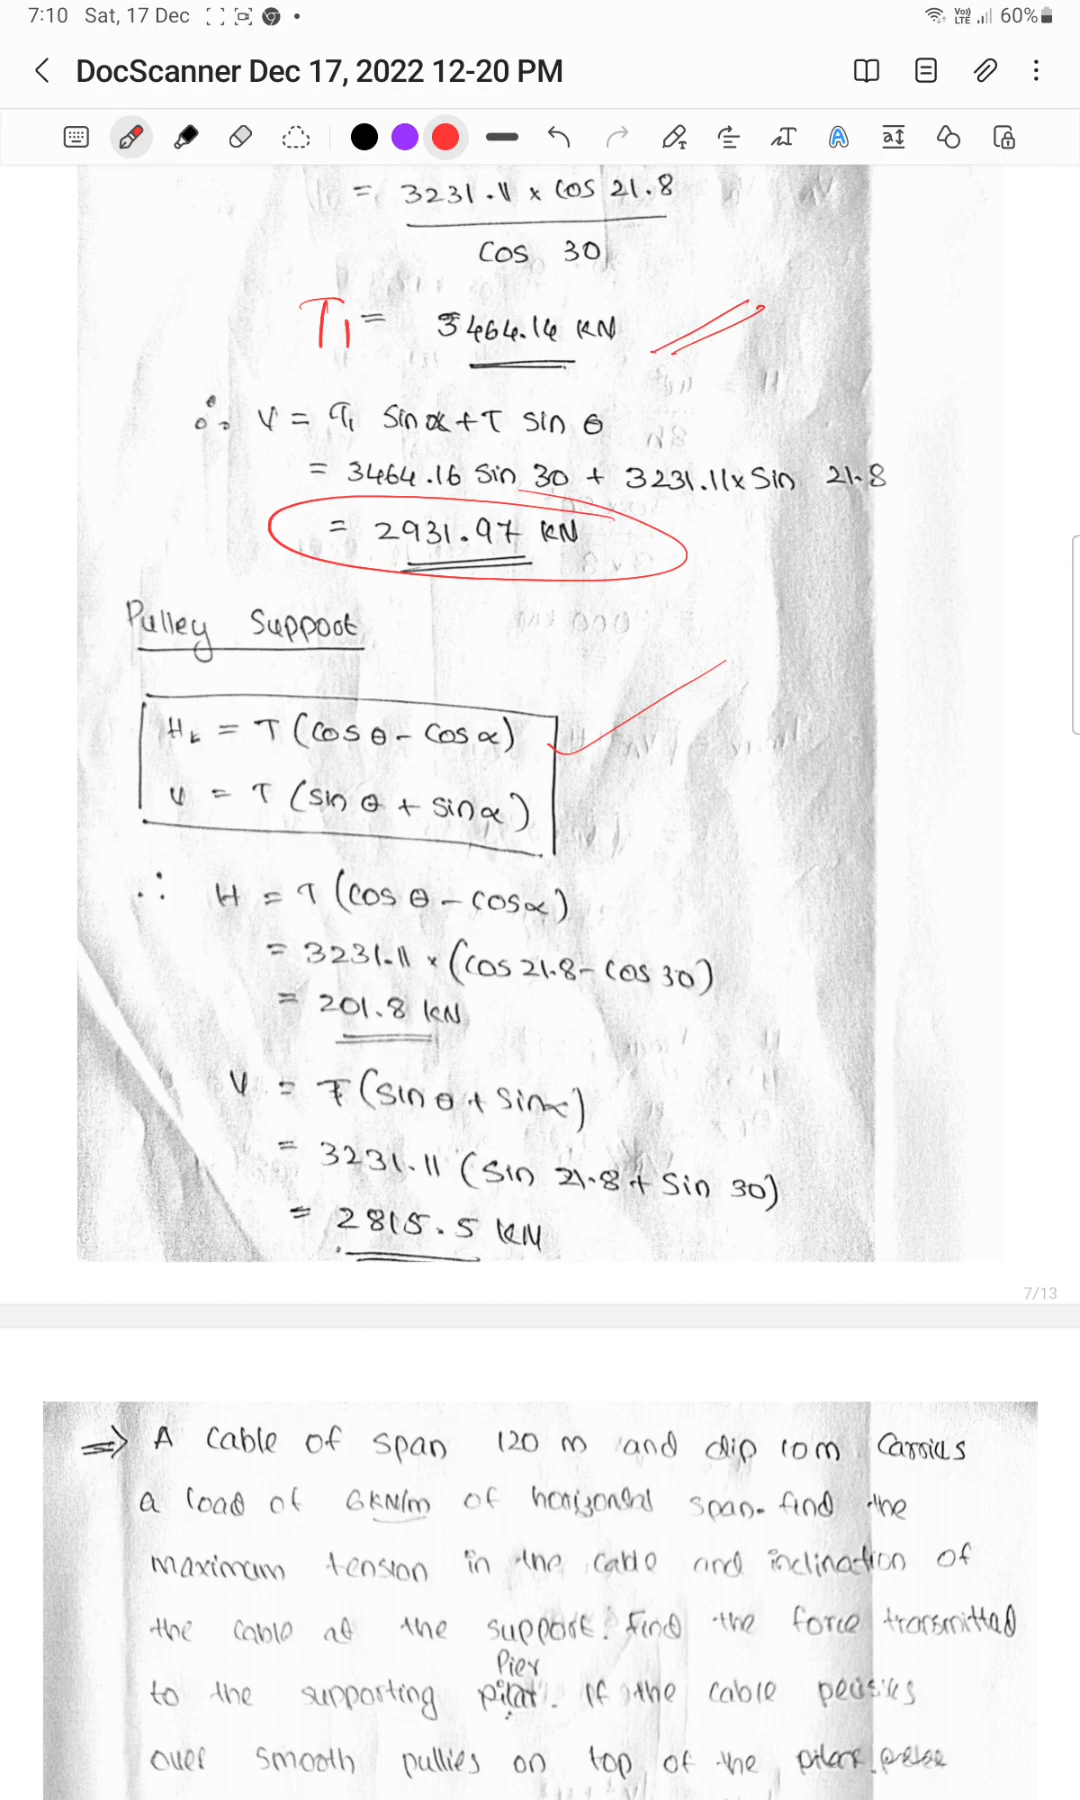 7:10 Sat, 17 Dec 60%
DocScanner Dec 17, 2022 12-20 PM
= 3231.11 x cos 21.8
Cos 30
T1 = 3464.16 KN
∴ V = T1 Sin α + T sin θ
= 3464.16 Sin 30 + 3231.11x Sin 21.8
= 2931.97 KN
Pulley Support
H = T (cos θ - cos α)
V = T (sin θ + sin α)
∴ H = T (cos θ - cos α)
= 3231.11 x (cos 21.8 - cos 30)
= 201.8 KN
V = T (sin θ + sin α)
= 3231.11 (sin 21.8 + Sin 30)
= 2815.5 KN
7/13
⇒ A cable of span 120 m and dip 10m Carries
a load of 6KN/m of horizontal span. find the
maximum tension in the cable and inclination of
the cable at the support. Find the force transmitted
Pier
to the supporting If the cable passes
over smooth pullies on top of the